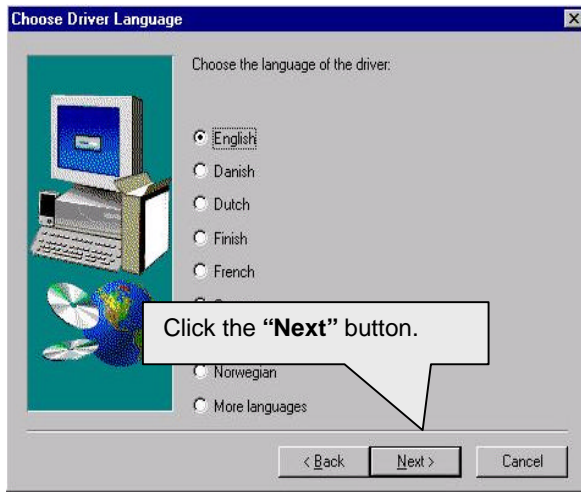 Choose Driver Language
Choose the language of the driver:
English
Danish
Dutch
Finish
French
Click the “Next” button.
Norwegian
More languages
< Back
Next >
Cancel